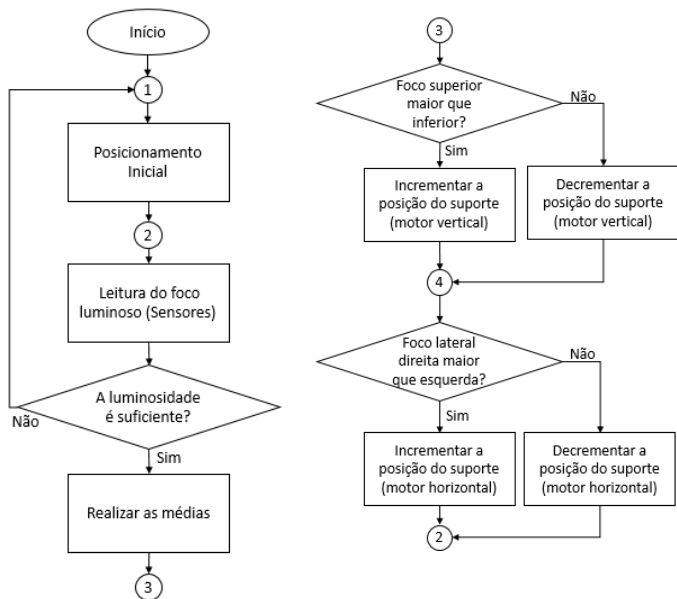 Início
1
Posicionamento
Inicial
2
Leitura do foco
luminoso (Sensores)
A luminosidade
é suficiente?
Não
Sim
Realizar as médias
3
3
Foco superior
maior que
inferior?
Não
Sim
Incrementar a
posição do suporte
(motor vertical)
Decrementar a
posição do suporte
(motor vertical)
4
Foco lateral
direita maior
que esquerda?
Não
Sim
Incrementar a
posição do suporte
(motor horizontal)
Decrementar a
posição do suporte
(motor horizontal)
2